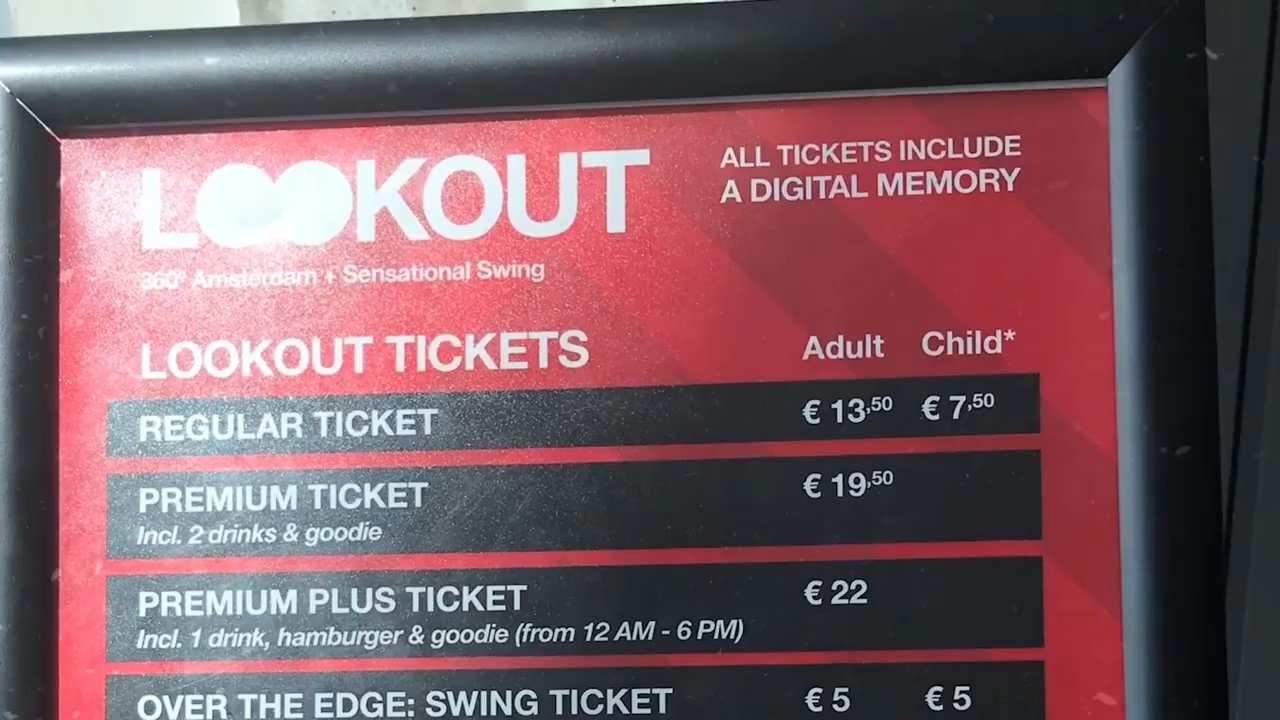 LOOKOUT
ALL TICKETS INCLUDE
A DIGITAL MEMORY
360° Amsterdam + Sensational Swing
LOOKOUT TICKETS Adult Child*
REGULAR TICKET € 13,50 € 7,50
PREMIUM TICKET € 19,50
Incl. 2 drinks & goodie
PREMIUM PLUS TICKET € 22
Incl. 1 drink, hamburger & goodie (from 12 AM - 6 PM)
OVER THE EDGE: SWING TICKET € 5 € 5